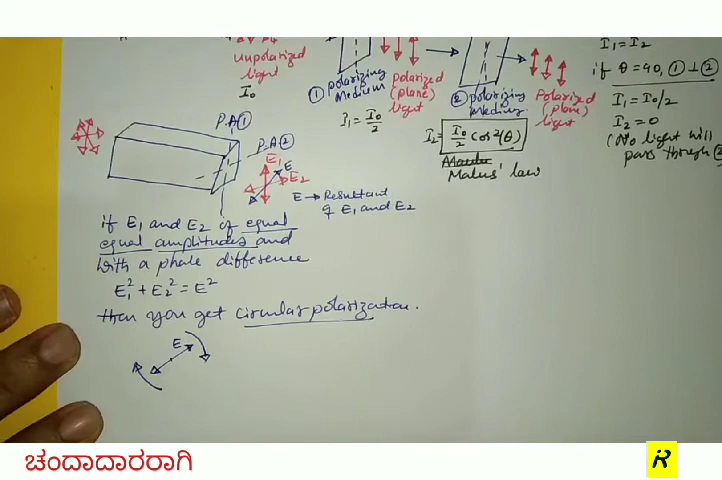 unpolarized
light
I₀
① polarizing
Medium
I₁ = I₀/2
polarized
(plane)
light
② polarizing
medium
I₂ = I₀/2 cos²(θ)
Malus' law
Polarized
(plane)
light
I₁ = I₂
if θ = 90, ① ⊥ ②
I₁ = I₀/2
I₂ = 0
(No light will
pass through ②
P.A ①
P.A ②
E₁
E
E₂
E → Resultant
of E₁ and E₂
if E₁ and E₂ of equal
equal amplitudes and
with a phase difference
E₁² + E₂² = E²
then you get circular polarization.
E
ಚಂದಾದಾರರಾಗಿ
R